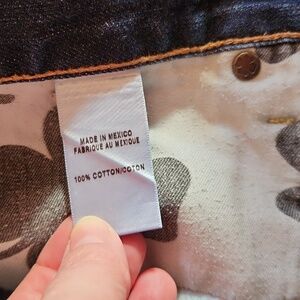 MADE IN MEXICO
FABRIQUE AU MEXIQUE
100% COTTON/COTON